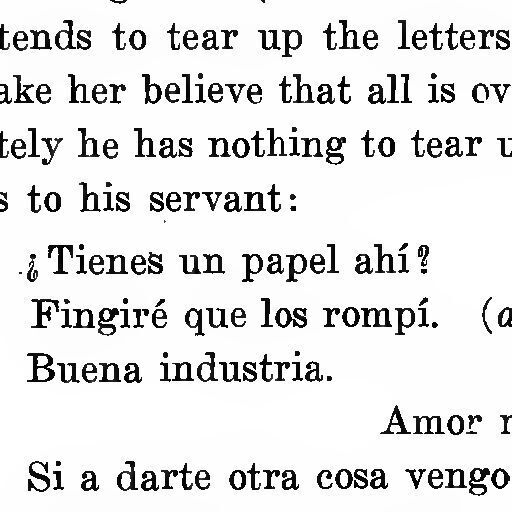 tends to tear up the letters
ake her believe that all is ov
tely he has nothing to tear u
s to his servant:
¿Tienes un papel ahí?
Fingiré que los rompí. (a
Buena industria.
Amor
Si a darte otra cosa vengo